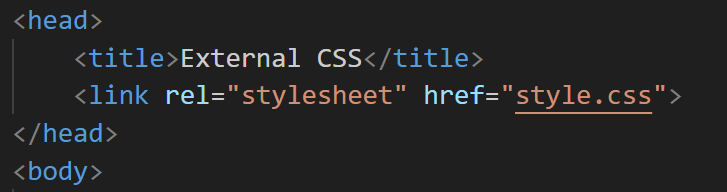 <head>
<title>External CSS</title>
<link rel="stylesheet" href="style.css">
</head>
<body>